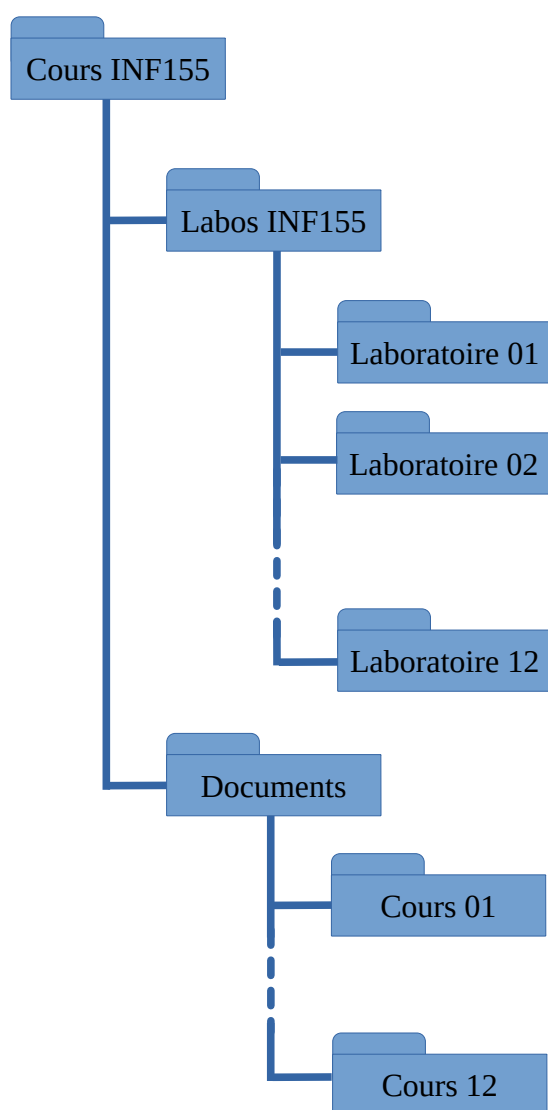 Cours INF155
Labos INF155
Laboratoire 01
Laboratoire 02
Laboratoire 12
Documents
Cours 01
Cours 12